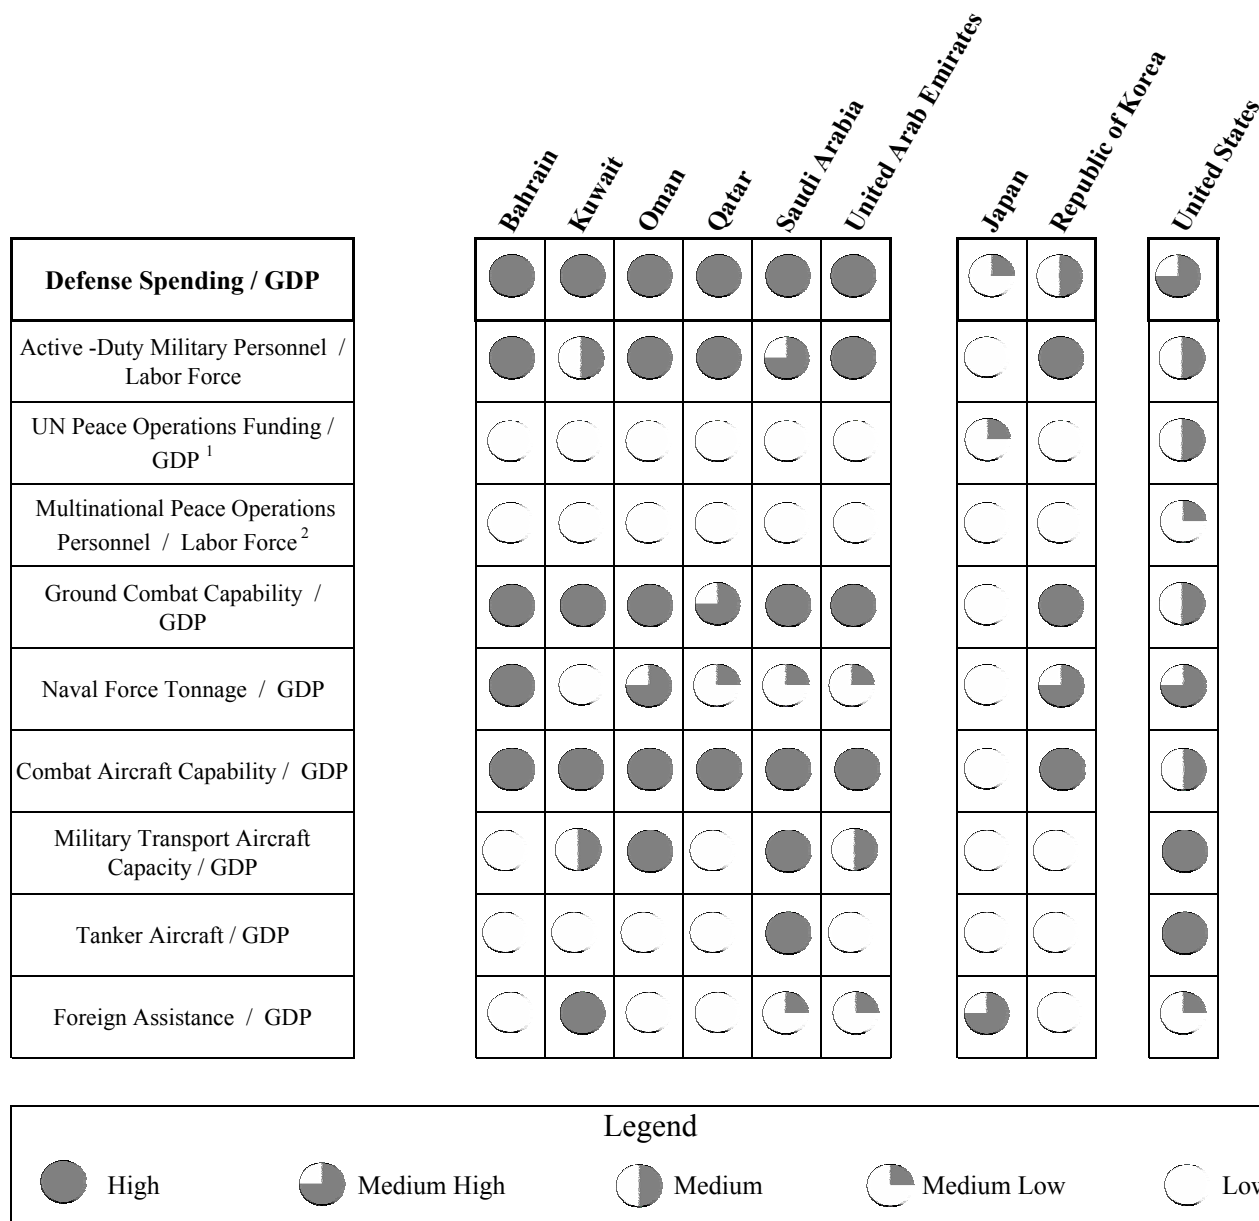 Bahrain
Kuwait
Oman
Qatar
Saudi Arabia
United Arab Emirates
Japan
Republic of Korea
United States
Defense Spending / GDP
Active -Duty Military Personnel /
Labor Force
UN Peace Operations Funding /
GDP 1
Multinational Peace Operations
Personnel / Labor Force 2
Ground Combat Capability /
GDP
Naval Force Tonnage / GDP
Combat Aircraft Capability / GDP
Military Transport Aircraft
Capacity / GDP
Tanker Aircraft / GDP
Foreign Assistance / GDP
Legend
High
Medium High
Medium
Medium Low
Low